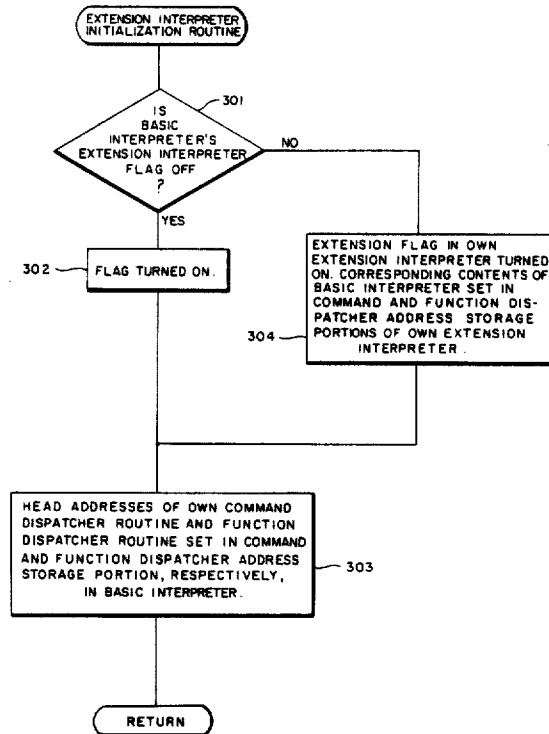 EXTENSION INTERPRETER
INITIALIZATION ROUTINE
301
IS
BASIC
INTERPRETER'S
EXTENSION INTERPRETER
FLAG OFF
?
NO
YES
302
FLAG TURNED ON.
EXTENSION FLAG IN OWN
EXTENSION INTERPRETER TURNED
ON. CORRESPONDING CONTENTS OF
BASIC INTERPRETER SET IN
COMMAND AND FUNCTION DIS-
PATCHER ADDRESS STORAGE
PORTIONS OF OWN EXTENSION
INTERPRETER.
304
HEAD ADDRESSES OF OWN COMMAND
DISPATCHER ROUTINE AND FUNCTION
DISPATCHER ROUTINE SET IN COMMAND
AND FUNCTION DISPATCHER ADDRESS
STORAGE PORTION, RESPECTIVELY,
IN BASIC INTERPRETER.
303
RETURN